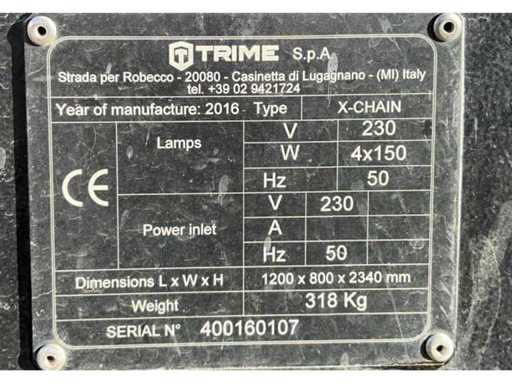 TRIME S.p.A
Strada per Robecco - 20080 - Casinetta di Lugagnano - (MI) Italy
tel. +39 02 9421724
Year of manufacture: 2016 Type X-CHAIN
Lamps V 230
W 4x150
Hz 50
CE
Power inlet V 230
A
Hz 50
Dimensions L x W x H 1200 x 800 x 2340 mm
Weight 318 Kg
SERIAL N° 400160107